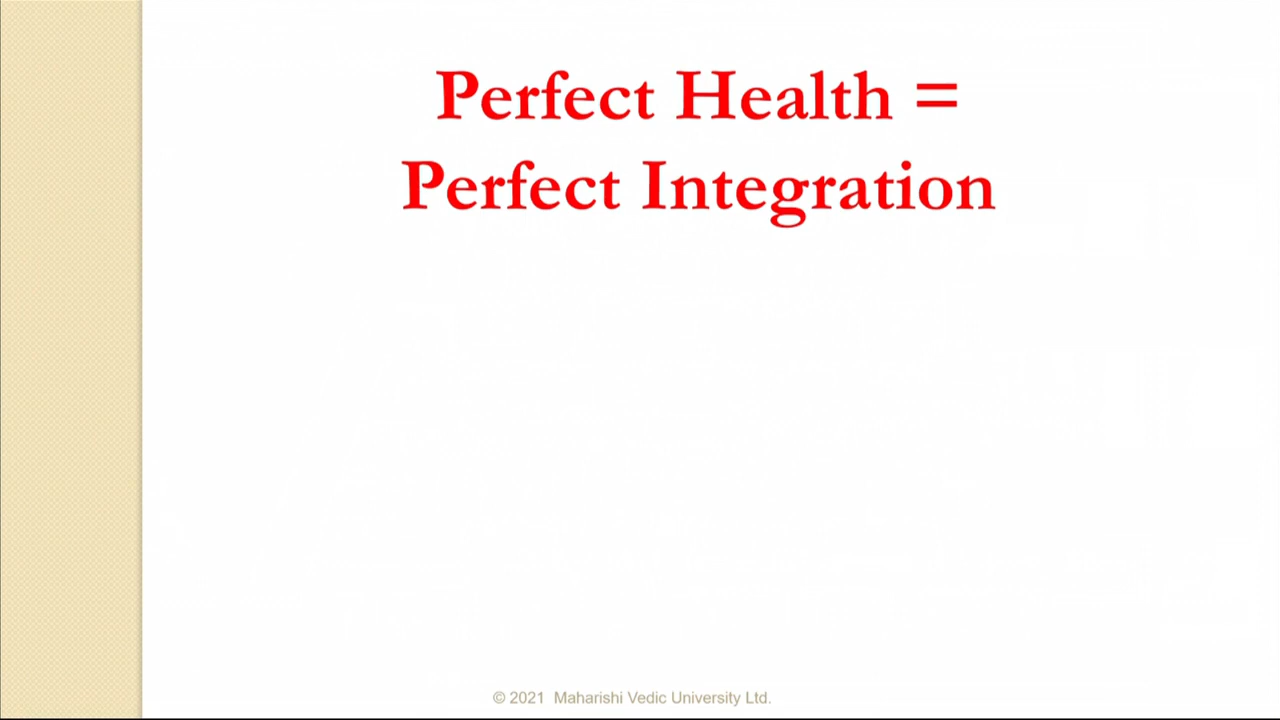 Perfect Health =
Perfect Integration
© 2021 Maharishi Vedic University Ltd.